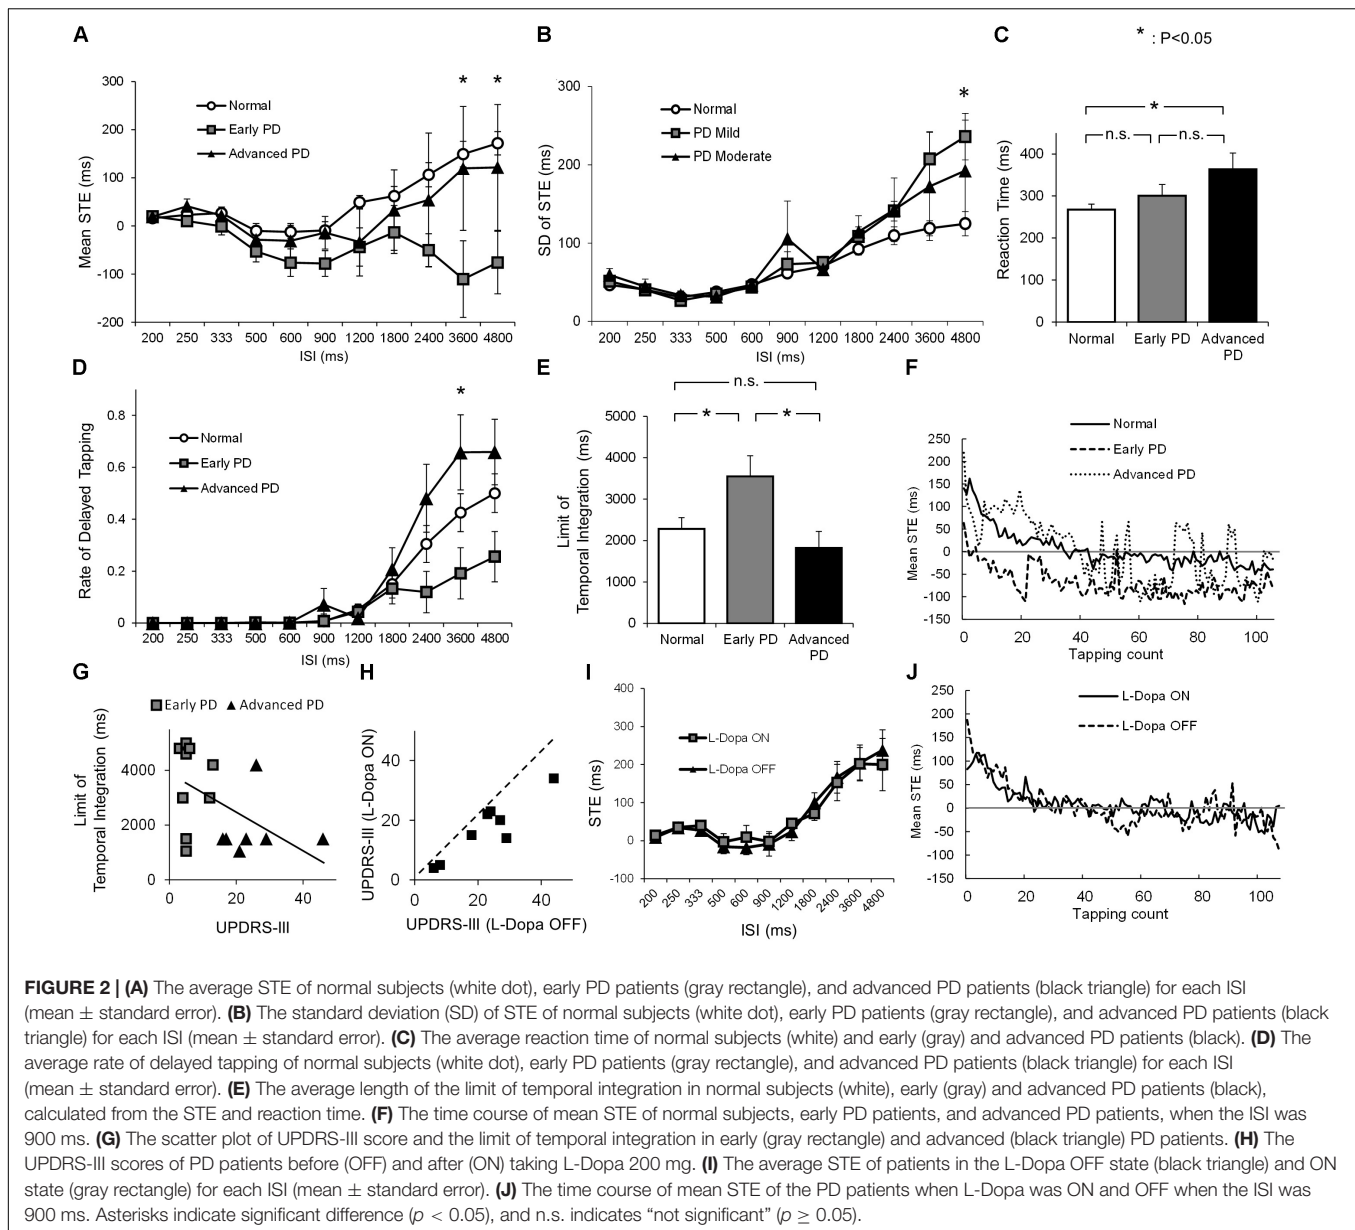 A
Mean STE (ms)
300
200
100
0
-100
-200
Normal
Early PD
Advanced PD
* *
200 250 333 500 600 900 1200 1800 2400 3600 4800
ISI (ms)
B
SD of STE (ms)
300
200
100
0
Normal
PD Mild
PD Moderate
*
200 250 333 500 600 900 1200 1800 2400 3600 4800
ISI (ms)
C
* : P<0.05
*
n.s. n.s.
Reaction Time (ms)
400
300
200
100
0
Normal Early PD Advanced
PD
D
Rate of Delayed Tapping
0.8
0.6
0.4
0.2
0
Normal
Early PD
Advanced PD
*
200 250 333 500 600 900 1200 1800 2400 3600 4800
ISI (ms)
E
n.s.
* *
Limit of
Temporal Integration (ms)
5000
4000
3000
2000
1000
0
Normal Early PD Advanced
PD
F
Normal
Early PD
Advanced PD
Mean STE (ms)
250
200
150
100
50
0
-50
-100
-150
0 20 40 60 80 100
Tapping count
G
Early PD Advanced PD
Limit of
Temporal Integration (ms)
4000
2000
0
0 20 40
UPDRS-III
H
UPDRS-III (L-Dopa ON)
40
20
0
0 20 40
UPDRS-III (L-Dopa OFF)
I
STE (ms)
400
300
200
100
0
-100
L-Dopa ON
L-Dopa OFF
200 250 333 500 600 900 1200 1800 2400 3600 4800
ISI (ms)
J
L-Dopa ON
L-Dopa OFF
Mean STE (ms)
250
200
150
100
50
0
-50
-100
-150
0 20 40 60 80 100
Tapping count
FIGURE 2 | (A) The average STE of normal subjects (white dot), early PD patients (gray rectangle), and advanced PD patients (black triangle) for each ISI
(mean ± standard error). (B) The standard deviation (SD) of STE of normal subjects (white dot), early PD patients (gray rectangle), and advanced PD patients (black
triangle) for each ISI (mean ± standard error). (C) The average reaction time of normal subjects (white) and early (gray) and advanced PD patients (black). (D) The
average rate of delayed tapping of normal subjects (white dot), early PD patients (gray rectangle), and advanced PD patients (black triangle) for each ISI
(mean ± standard error). (E) The average length of the limit of temporal integration in normal subjects (white), early (gray) and advanced PD patients (black),
calculated from the STE and reaction time. (F) The time course of mean STE of normal subjects, early PD patients, and advanced PD patients, when the ISI was
900 ms. (G) The scatter plot of UPDRS-III score and the limit of temporal integration in early (gray rectangle) and advanced (black triangle) PD patients. (H) The
UPDRS-III scores of PD patients before (OFF) and after (ON) taking L-Dopa 200 mg. (I) The average STE of patients in the L-Dopa OFF state (black triangle) and ON
state (gray rectangle) for each ISI (mean ± standard error). (J) The time course of mean STE of the PD patients when L-Dopa was ON and OFF when the ISI was
900 ms. Asterisks indicate significant difference (p < 0.05), and n.s. indicates “not significant” (p ≥ 0.05).